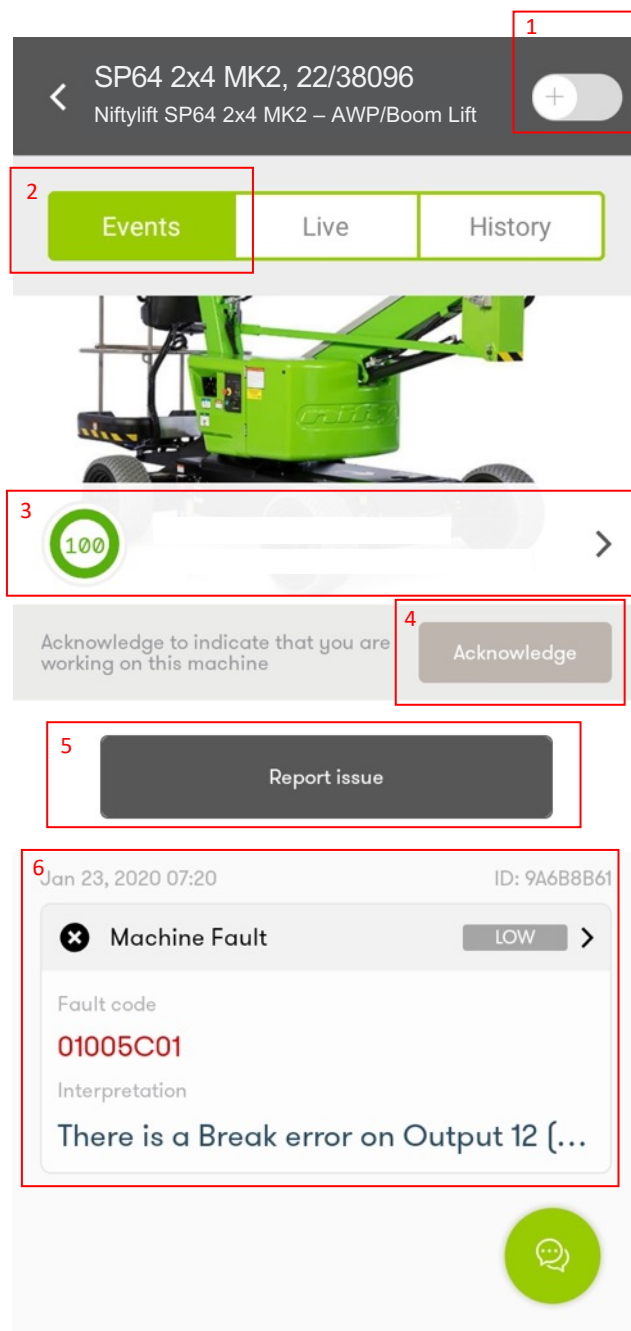 1
SP64 2x4 MK2, 22/38096
Niftylift SP64 2x4 MK2 – AWP/Boom Lift
2
Events
Live
History
3
100
4
Acknowledge to indicate that you are
working on this machine
Acknowledge
5
Report issue
6
Jan 23, 2020 07:20
ID: 9A6B8B61
Machine Fault
LOW
Fault code
01005C01
Interpretation
There is a Break error on Output 12 (...